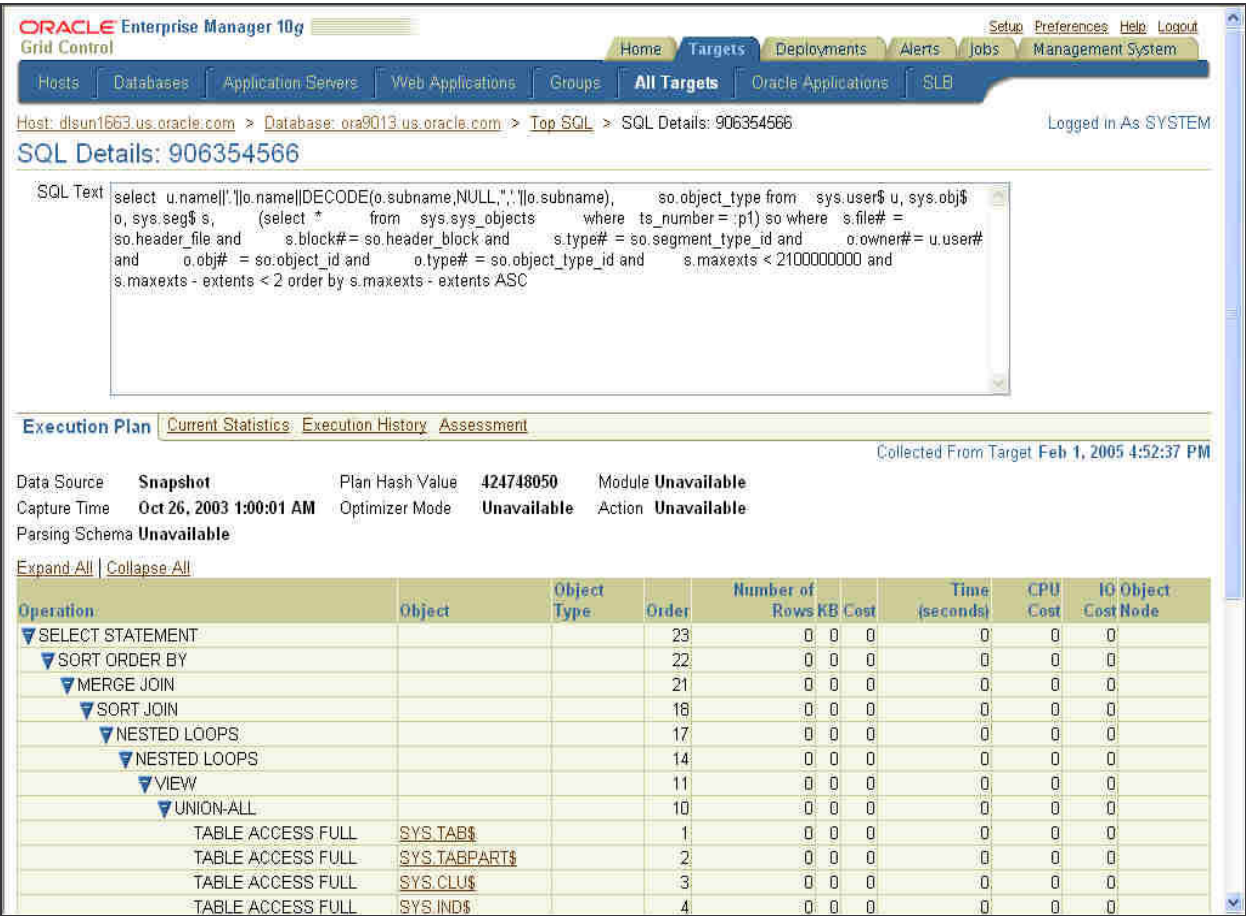 ORACLE Enterprise Manager 10g
Grid Control
Setup Preferences Help Logout
Home Targets Deployments Alerts Jobs Management System
Hosts Databases Application Servers Web Applications Groups All Targets Oracle Applications SLB
Host: dlsun1663.us.oracle.com > Database: ora9013.us.oracle.com > Top SQL > SQL Details: 906354566
Logged in As SYSTEM
SQL Details: 906354566
SQL Text
select u.name||'.'||o.name||DECODE(o.subname,NULL,'','.'||o.subname), so.object_type from sys.user$ u, sys.obj$
o, sys.seg$ s, (select * from sys.sys_objects where ts_number = :p1) so where s.file# =
so.header_file and s.block# = so.header_block and s.type# = so.segment_type_id and o.owner# = u.user#
and o.obj# = so.object_id and o.type# = so.object_type_id and s.maxexts < 2100000000 and
s.maxexts - extents < 2 order by s.maxexts - extents ASC
Execution Plan Current Statistics Execution History Assessment
Collected From Target Feb 1, 2005 4:52:37 PM
Data Source Snapshot Plan Hash Value 424748050 Module Unavailable
Capture Time Oct 26, 2003 1:00:01 AM Optimizer Mode Unavailable Action Unavailable
Parsing Schema Unavailable
Expand All | Collapse All
Operation Object Object Type Order Number of Rows KB Cost Time (seconds) CPU Cost IO Cost Object Node
SELECT STATEMENT 23 0 0 0 0 0 0
SORT ORDER BY 22 0 0 0 0 0 0
MERGE JOIN 21 0 0 0 0 0 0
SORT JOIN 18 0 0 0 0 0 0
NESTED LOOPS 17 0 0 0 0 0 0
NESTED LOOPS 14 0 0 0 0 0 0
VIEW 11 0 0 0 0 0 0
UNION-ALL 10 0 0 0 0 0 0
TABLE ACCESS FULL SYS.TAB$ 1 0 0 0 0 0 0
TABLE ACCESS FULL SYS.TABPART$ 2 0 0 0 0 0 0
TABLE ACCESS FULL SYS.CLU$ 3 0 0 0 0 0 0
TABLE ACCESS FULL SYS.IND$ 4 0 0 0 0 0 0